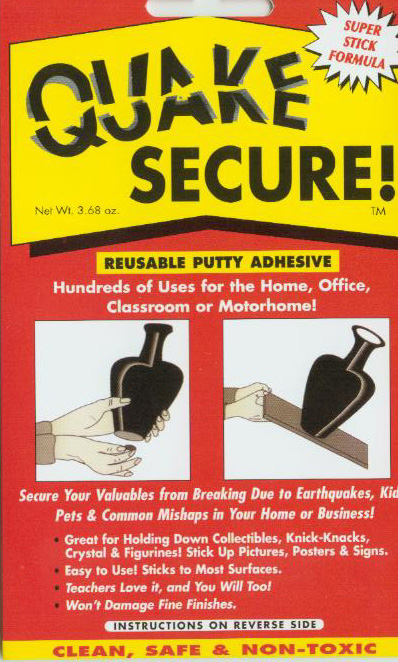 SUPER
STICK
FORMULA
QUAKE
SECURE!
Net Wt. 3.68 oz.
TM
REUSABLE PUTTY ADHESIVE
Hundreds of Uses for the Home, Office,
Classroom or Motorhome!
Secure Your Valuables from Breaking Due to Earthquakes, Kid
Pets & Common Mishaps in Your Home or Business!
• Great for Holding Down Collectibles, Knick-Knacks,
Crystal & Figurines! Stick Up Pictures, Posters & Signs.
• Easy to Use! Sticks to Most Surfaces.
• Teachers Love it, and You Will Too!
• Won't Damage Fine Finishes.
INSTRUCTIONS ON REVERSE SIDE
CLEAN, SAFE & NON-TOXIC